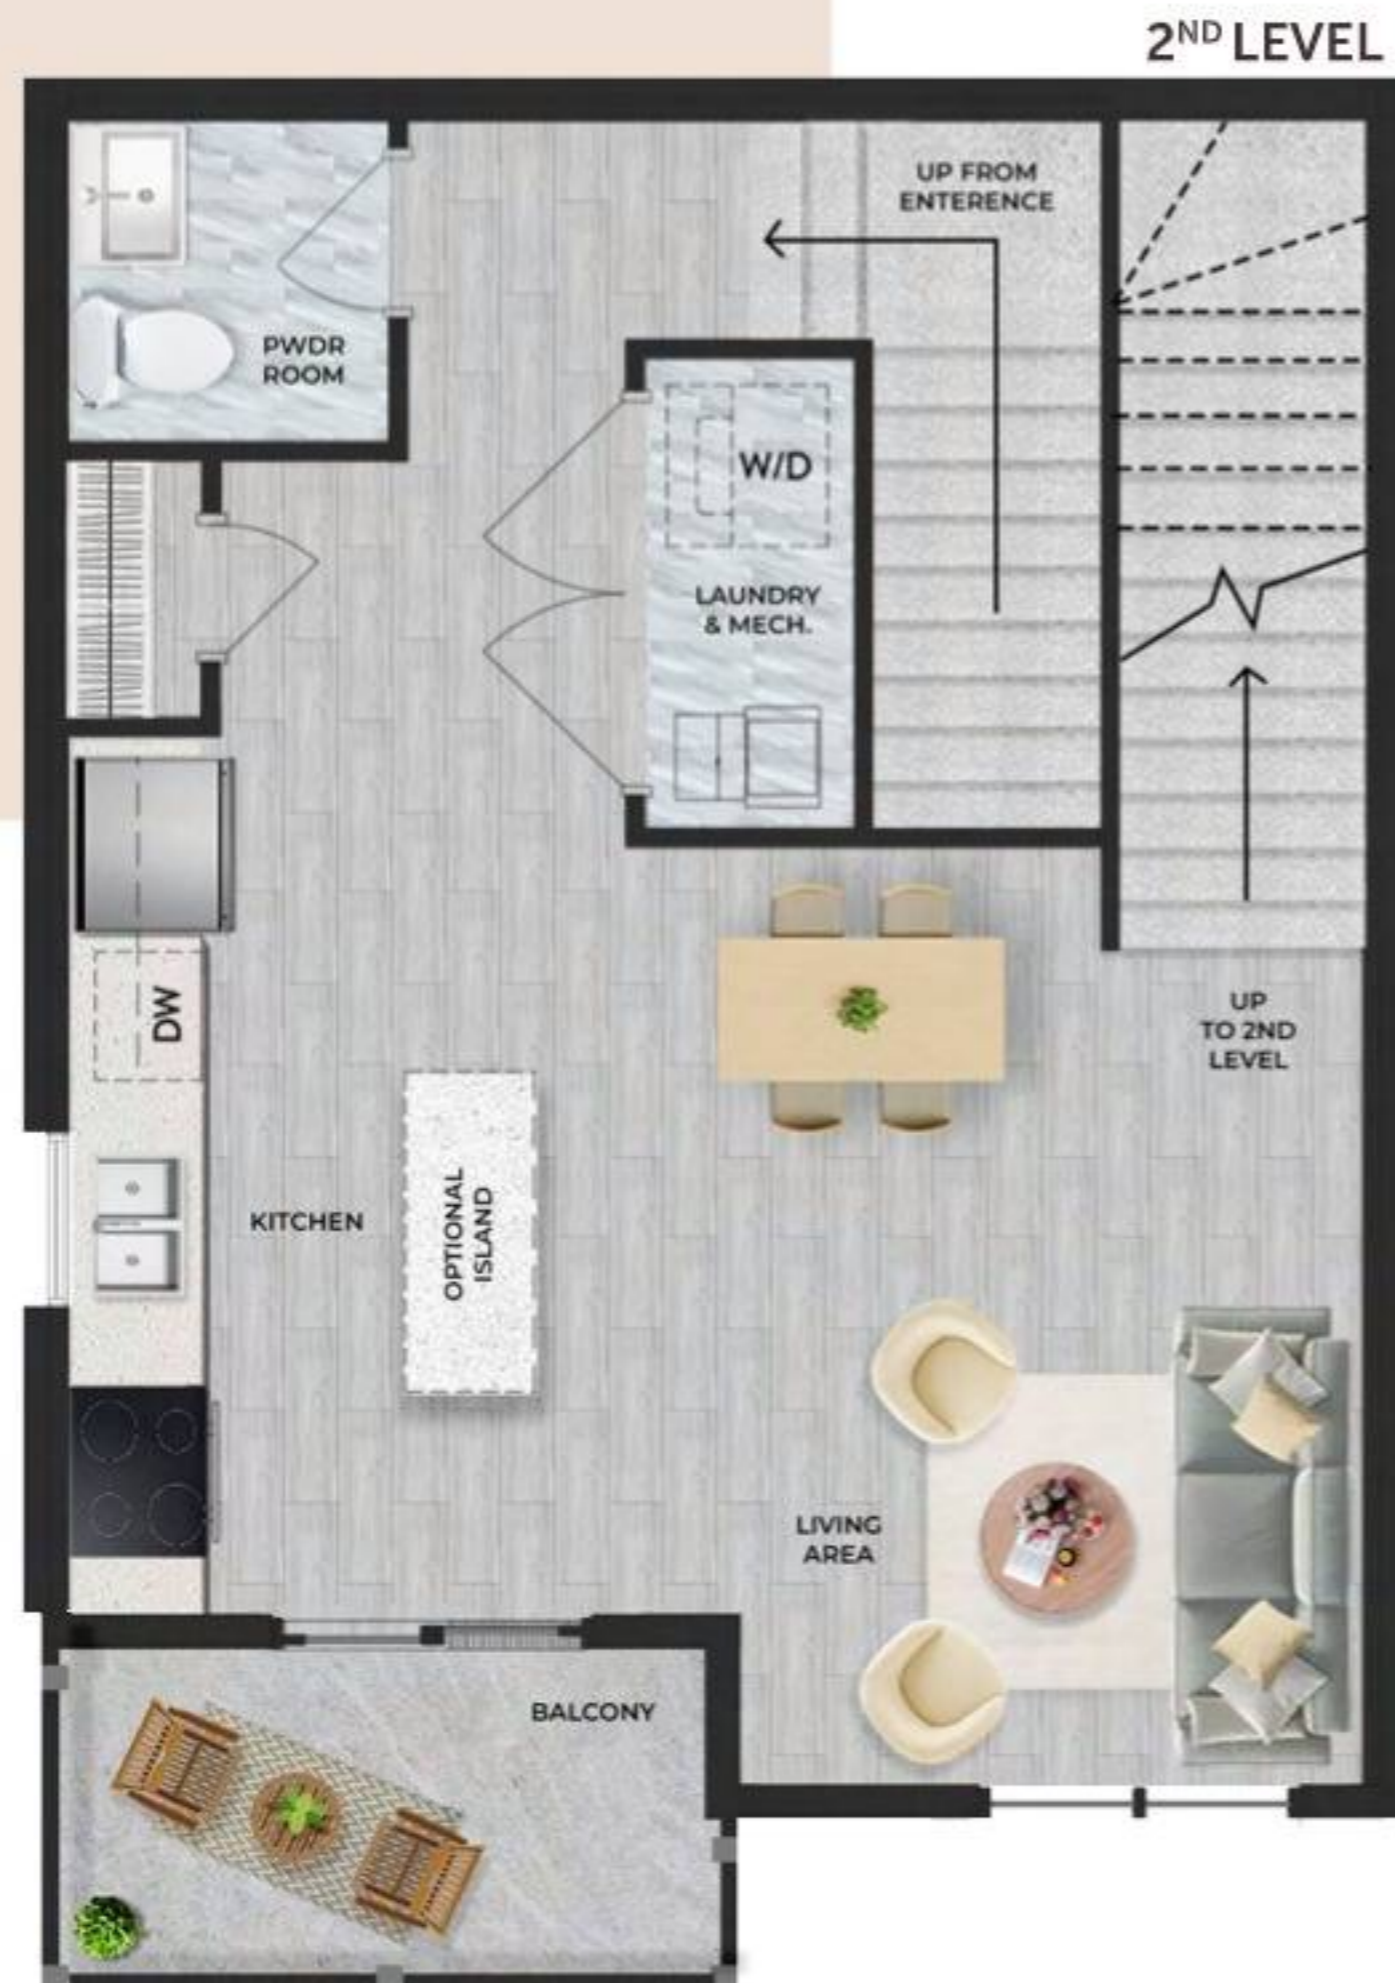 2ND LEVEL
UP FROM
ENTERENCE
PWDR
ROOM
W/D
LAUNDRY
& MECH.
DW
UP
TO 2ND
LEVEL
KITCHEN
OPTIONAL
ISLAND
LIVING
AREA
BALCONY